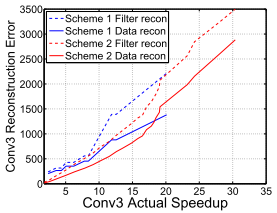 3500
3000
2500
2000
1500
1000
500
0
Conv3 Reconstruction Error
Scheme 1 Filter recon
Scheme 1 Data recon
Scheme 2 Filter recon
Scheme 2 Data recon
5 10 15 20 25 30 35
Conv3 Actual Speedup